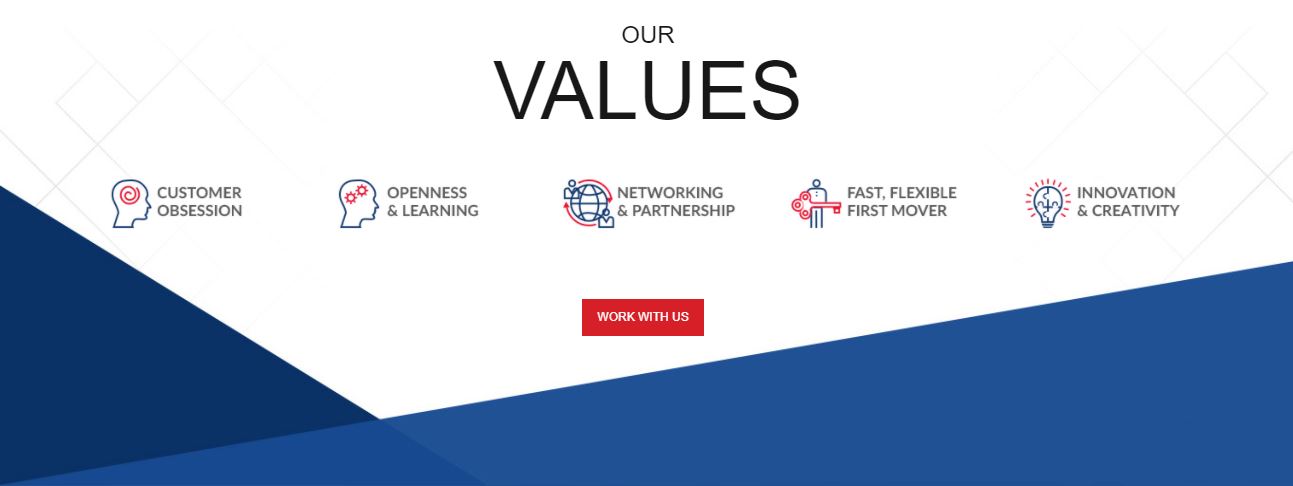 OUR
VALUES
CUSTOMER
OBSESSION
OPENNESS
& LEARNING
NETWORKING
& PARTNERSHIP
FAST, FLEXIBLE
FIRST MOVER
INNOVATION
& CREATIVITY
WORK WITH US